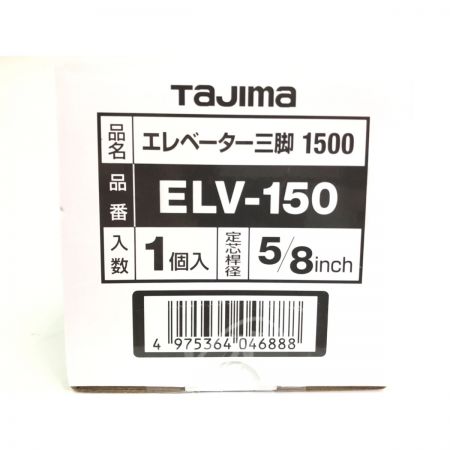 TAJIMA
品名 エレベーター三脚 1500
品番 ELV-150
入数 1個入 定芯桿径 5/8inch
4 975364 046888